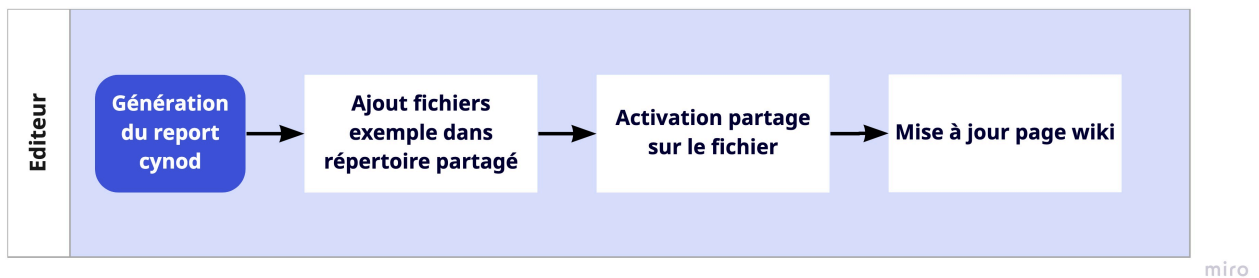 Editeur
Génération
du report
cynod
Ajout fichiers
exemple dans
répertoire partagé
Activation partage
sur le fichier
Mise à jour page wiki
miro